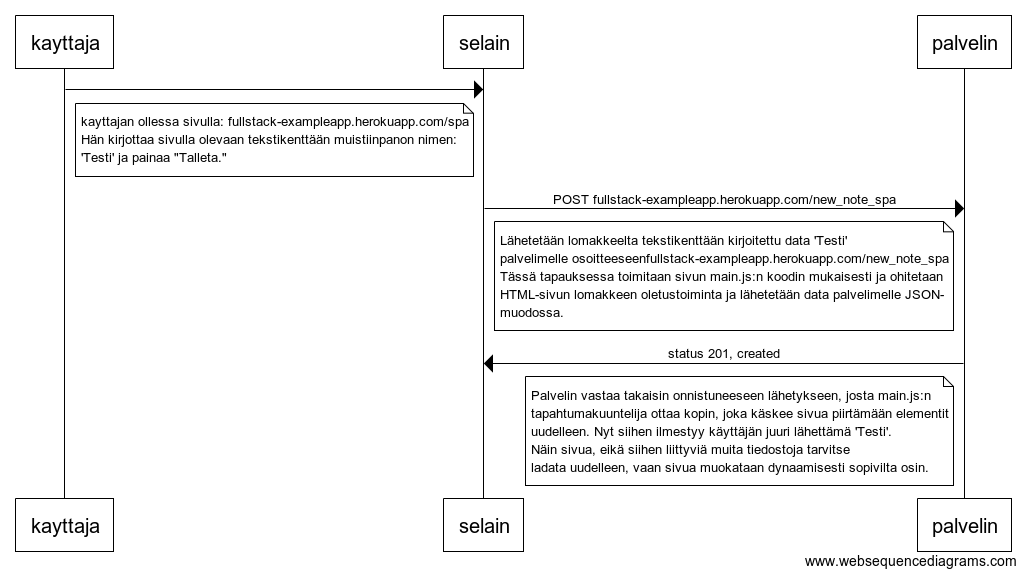 kayttaja
selain
palvelin
kayttajan ollessa sivulla: fullstack-exampleapp.herokuapp.com/spa
Hän kirjottaa sivulla olevaan tekstikenttään muistiinpanon nimen:
'Testi' ja painaa "Talleta."
POST fullstack-exampleapp.herokuapp.com/new_note_spa
Lähetetään lomakkeelta tekstikenttään kirjoitettu data 'Testi'
palvelimelle osoitteeseenfullstack-exampleapp.herokuapp.com/new_note_spa
Tässä tapauksessa toimitaan sivun main.js:n koodin mukaisesti ja ohitetaan
HTML-sivun lomakkeen oletustoiminta ja lähetetään data palvelimelle JSON-
muodossa.
status 201, created
Palvelin vastaa takaisin onnistuneeseen lähetykseen, josta main.js:n
tapahtumakuuntelija ottaa kopin, joka käskee sivua piirtämään elementit
uudelleen. Nyt siihen ilmestyy käyttäjän juuri lähettämä 'Testi'.
Näin sivua, eikä siihen liittyviä muita tiedostoja tarvitse
ladata uudelleen, vaan sivua muokataan dynaamisesti sopivilta osin.
kayttaja
selain
palvelin
www.websequencediagrams.com